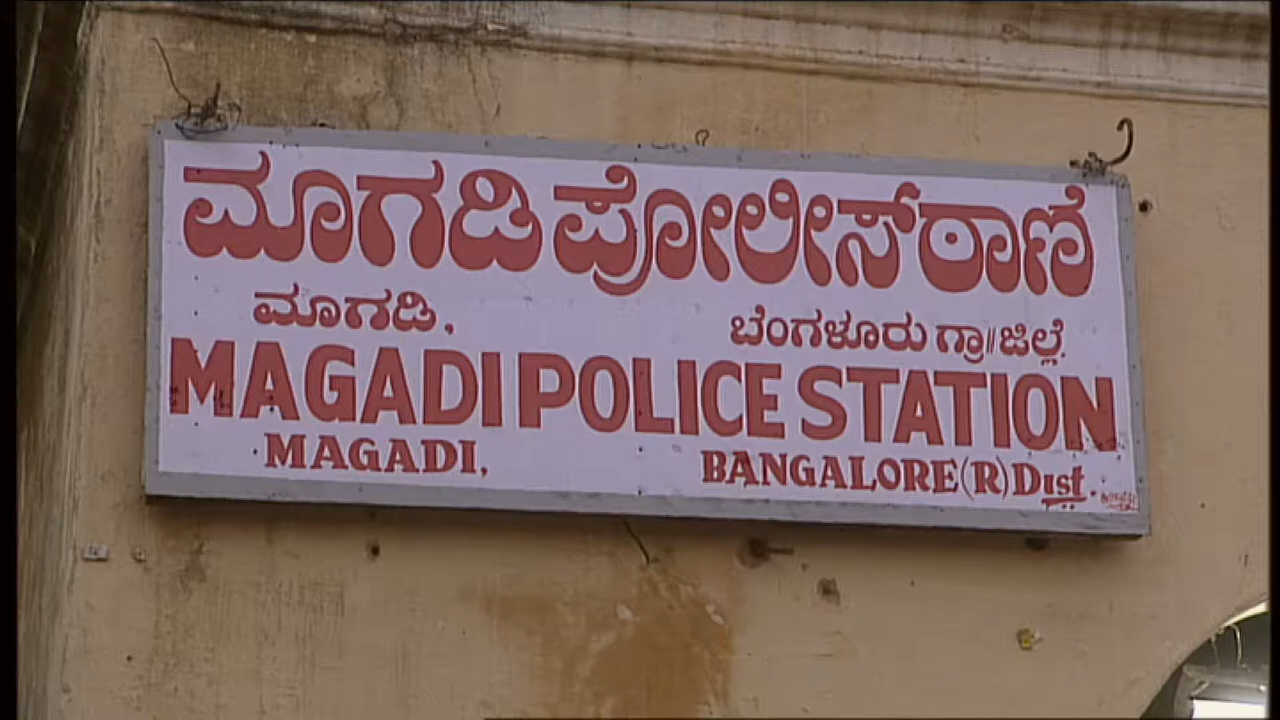 ಮಾಗಡಿ ಪೋಲೀಸ್ ಠಾಣೆ
ಮಾಗಡಿ, ಬೆಂಗಳೂರು ಗ್ರಾ||ಜಿಲ್ಲೆ.
MAGADI POLICE STATION
MAGADI, BANGALORE (R) Dist.